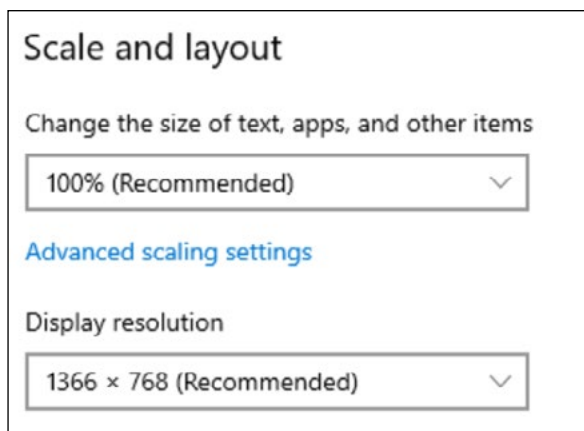 Scale and layout
Change the size of text, apps, and other items
100% (Recommended)
Advanced scaling settings
Display resolution
1366 × 768 (Recommended)